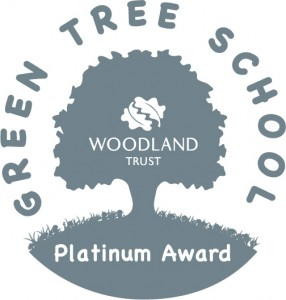 GREEN TREE SCHOOL
WOODLAND
TRUST
Platinum Award